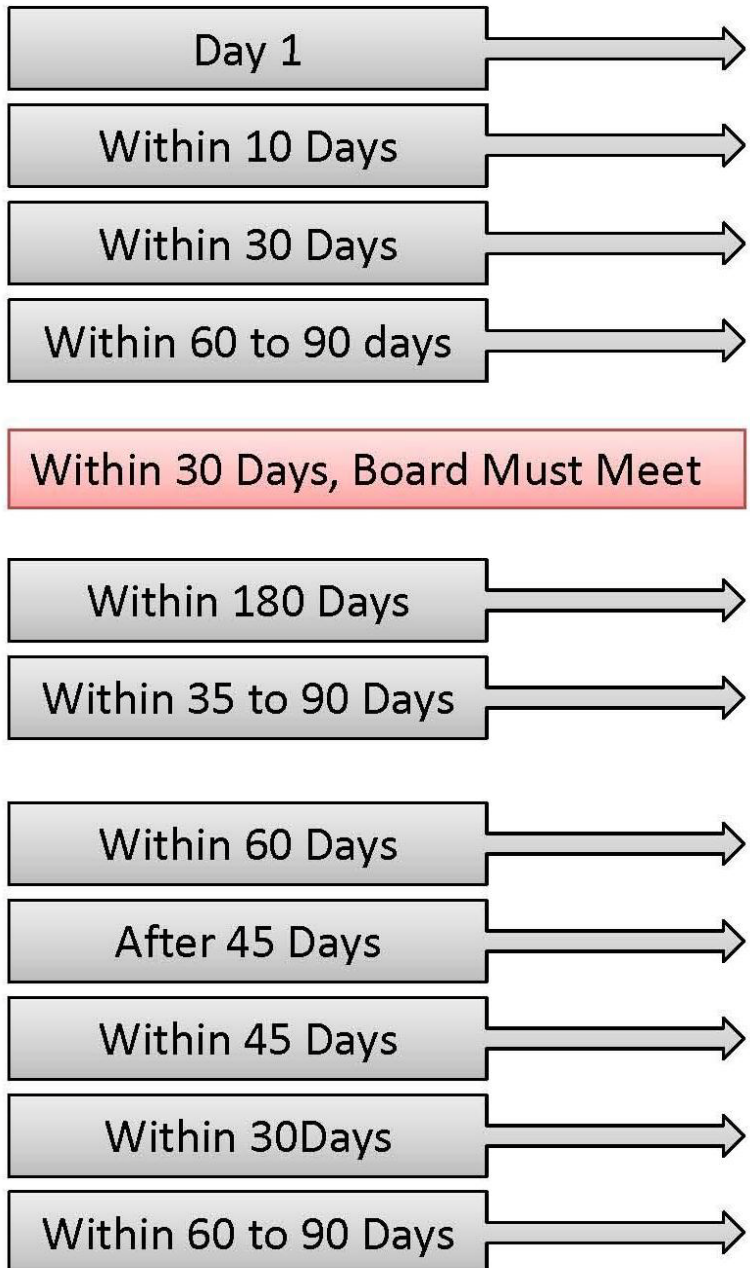 Day 1
Within 10 Days
Within 30 Days
Within 60 to 90 days
Within 30 Days, Board Must Meet
Within 180 Days
Within 35 to 90 Days
Within 60 Days
After 45 Days
Within 45 Days
Within 30Days
Within 60 to 90 Days